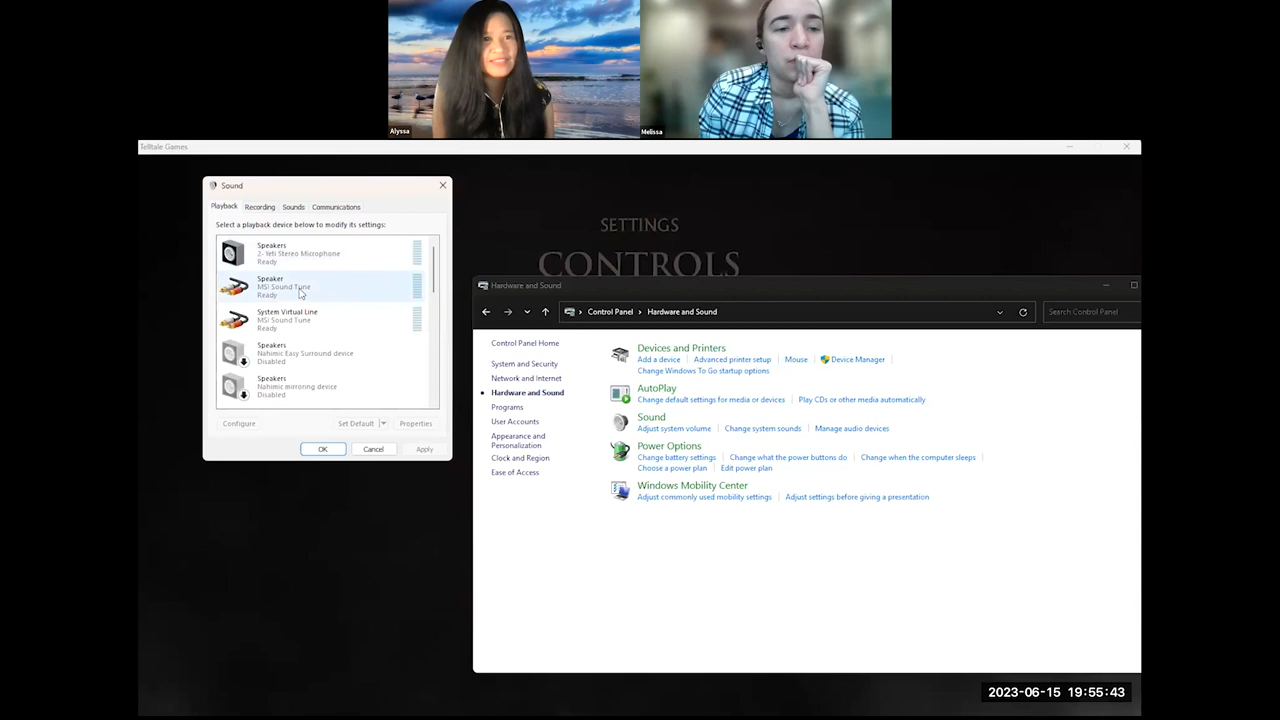 Alyssa
Melissa
Telltale Games
SETTINGS
CONTROLS
Sound
Playback Recording Sounds Communications
Select a playback device below to modify its settings:
Speakers
2- Yeti Stereo Microphone
Ready
Speaker
MSI Sound Tune
Ready
System Virtual Line
MSI Sound Tune
Ready
Speakers
Nahimic Easy Surround device
Disabled
Speakers
Nahimic mirroring device
Disabled
Configure Set Default Properties
OK Cancel Apply
Hardware and Sound
Control Panel Hardware and Sound Search Control Panel
Control Panel Home
System and Security
Network and Internet
Hardware and Sound
Programs
User Accounts
Appearance and
Personalization
Clock and Region
Ease of Access
Devices and Printers
Add a device Advanced printer setup Mouse Device Manager
Change Windows To Go startup options
AutoPlay
Change default settings for media or devices Play CDs or other media automatically
Sound
Adjust system volume Change system sounds Manage audio devices
Power Options
Change battery settings Change what the power buttons do Change when the computer sleeps
Choose a power plan Edit power plan
Windows Mobility Center
Adjust commonly used mobility settings Adjust settings before giving a presentation
2023-06-15 19:55:43